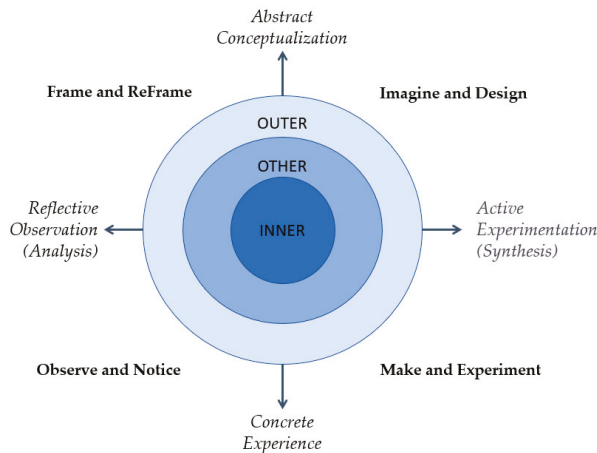 Abstract
Conceptualization
Frame and ReFrame
Imagine and Design
OUTER
OTHER
INNER
Reflective
Observation
(Analysis)
Active
Experimentation
(Synthesis)
Observe and Notice
Make and Experiment
Concrete
Experience